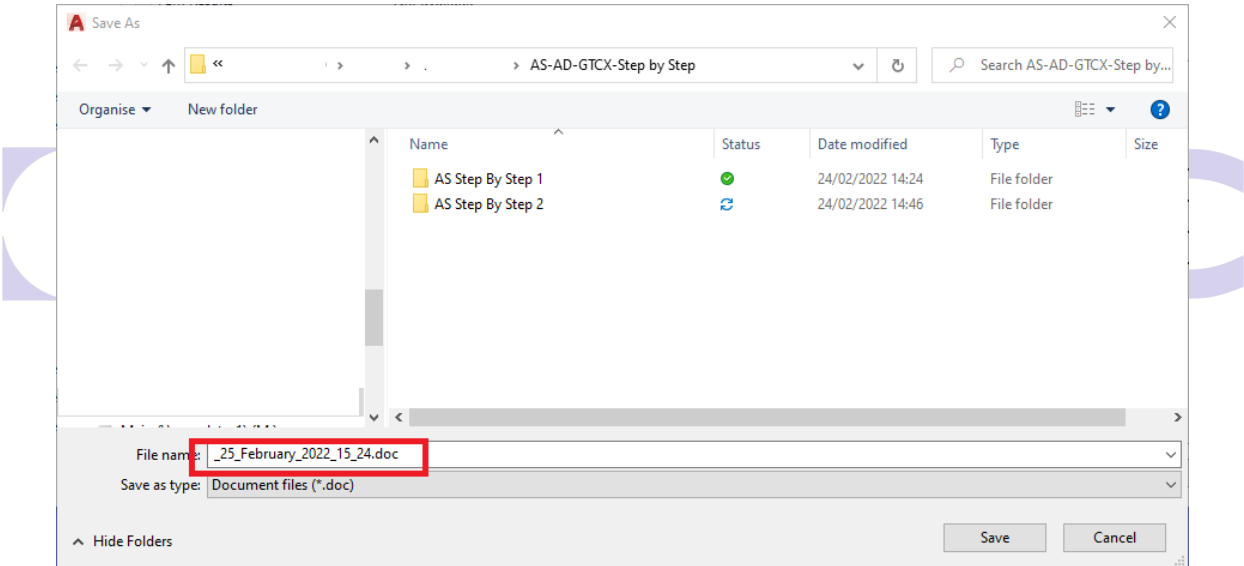 Save As
« › › . › AS-AD-GTCX-Step by Step Search AS-AD-GTCX-Step by...
Organise New folder ?
Name Status Date modified Type Size
AS Step By Step 1 24/02/2022 14:24 File folder
AS Step By Step 2 24/02/2022 14:46 File folder
File name: _25_February_2022_15_24.doc
Save as type: Document files (*.doc)
Hide Folders Save Cancel